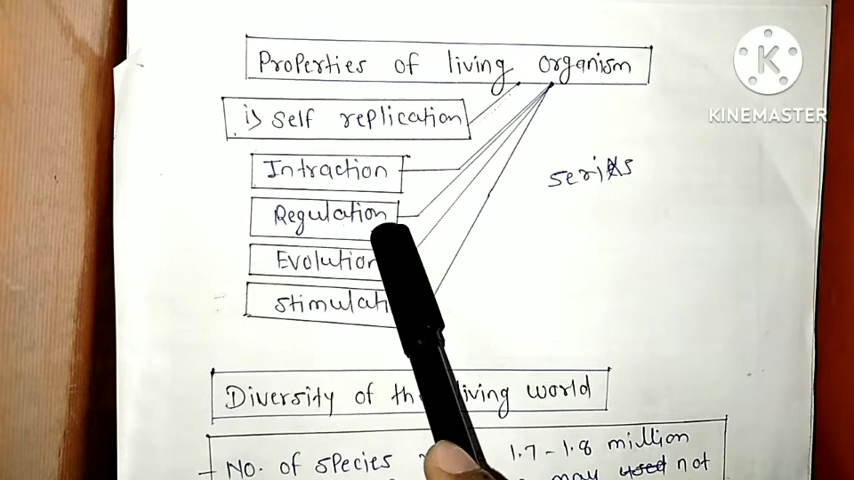 Properties of living organism
i> Self replication
Intraction
Regulation
Evolution
Diversity of living world
No. of species 1.7 - 1.8 million
may not
K
KINEMASTER